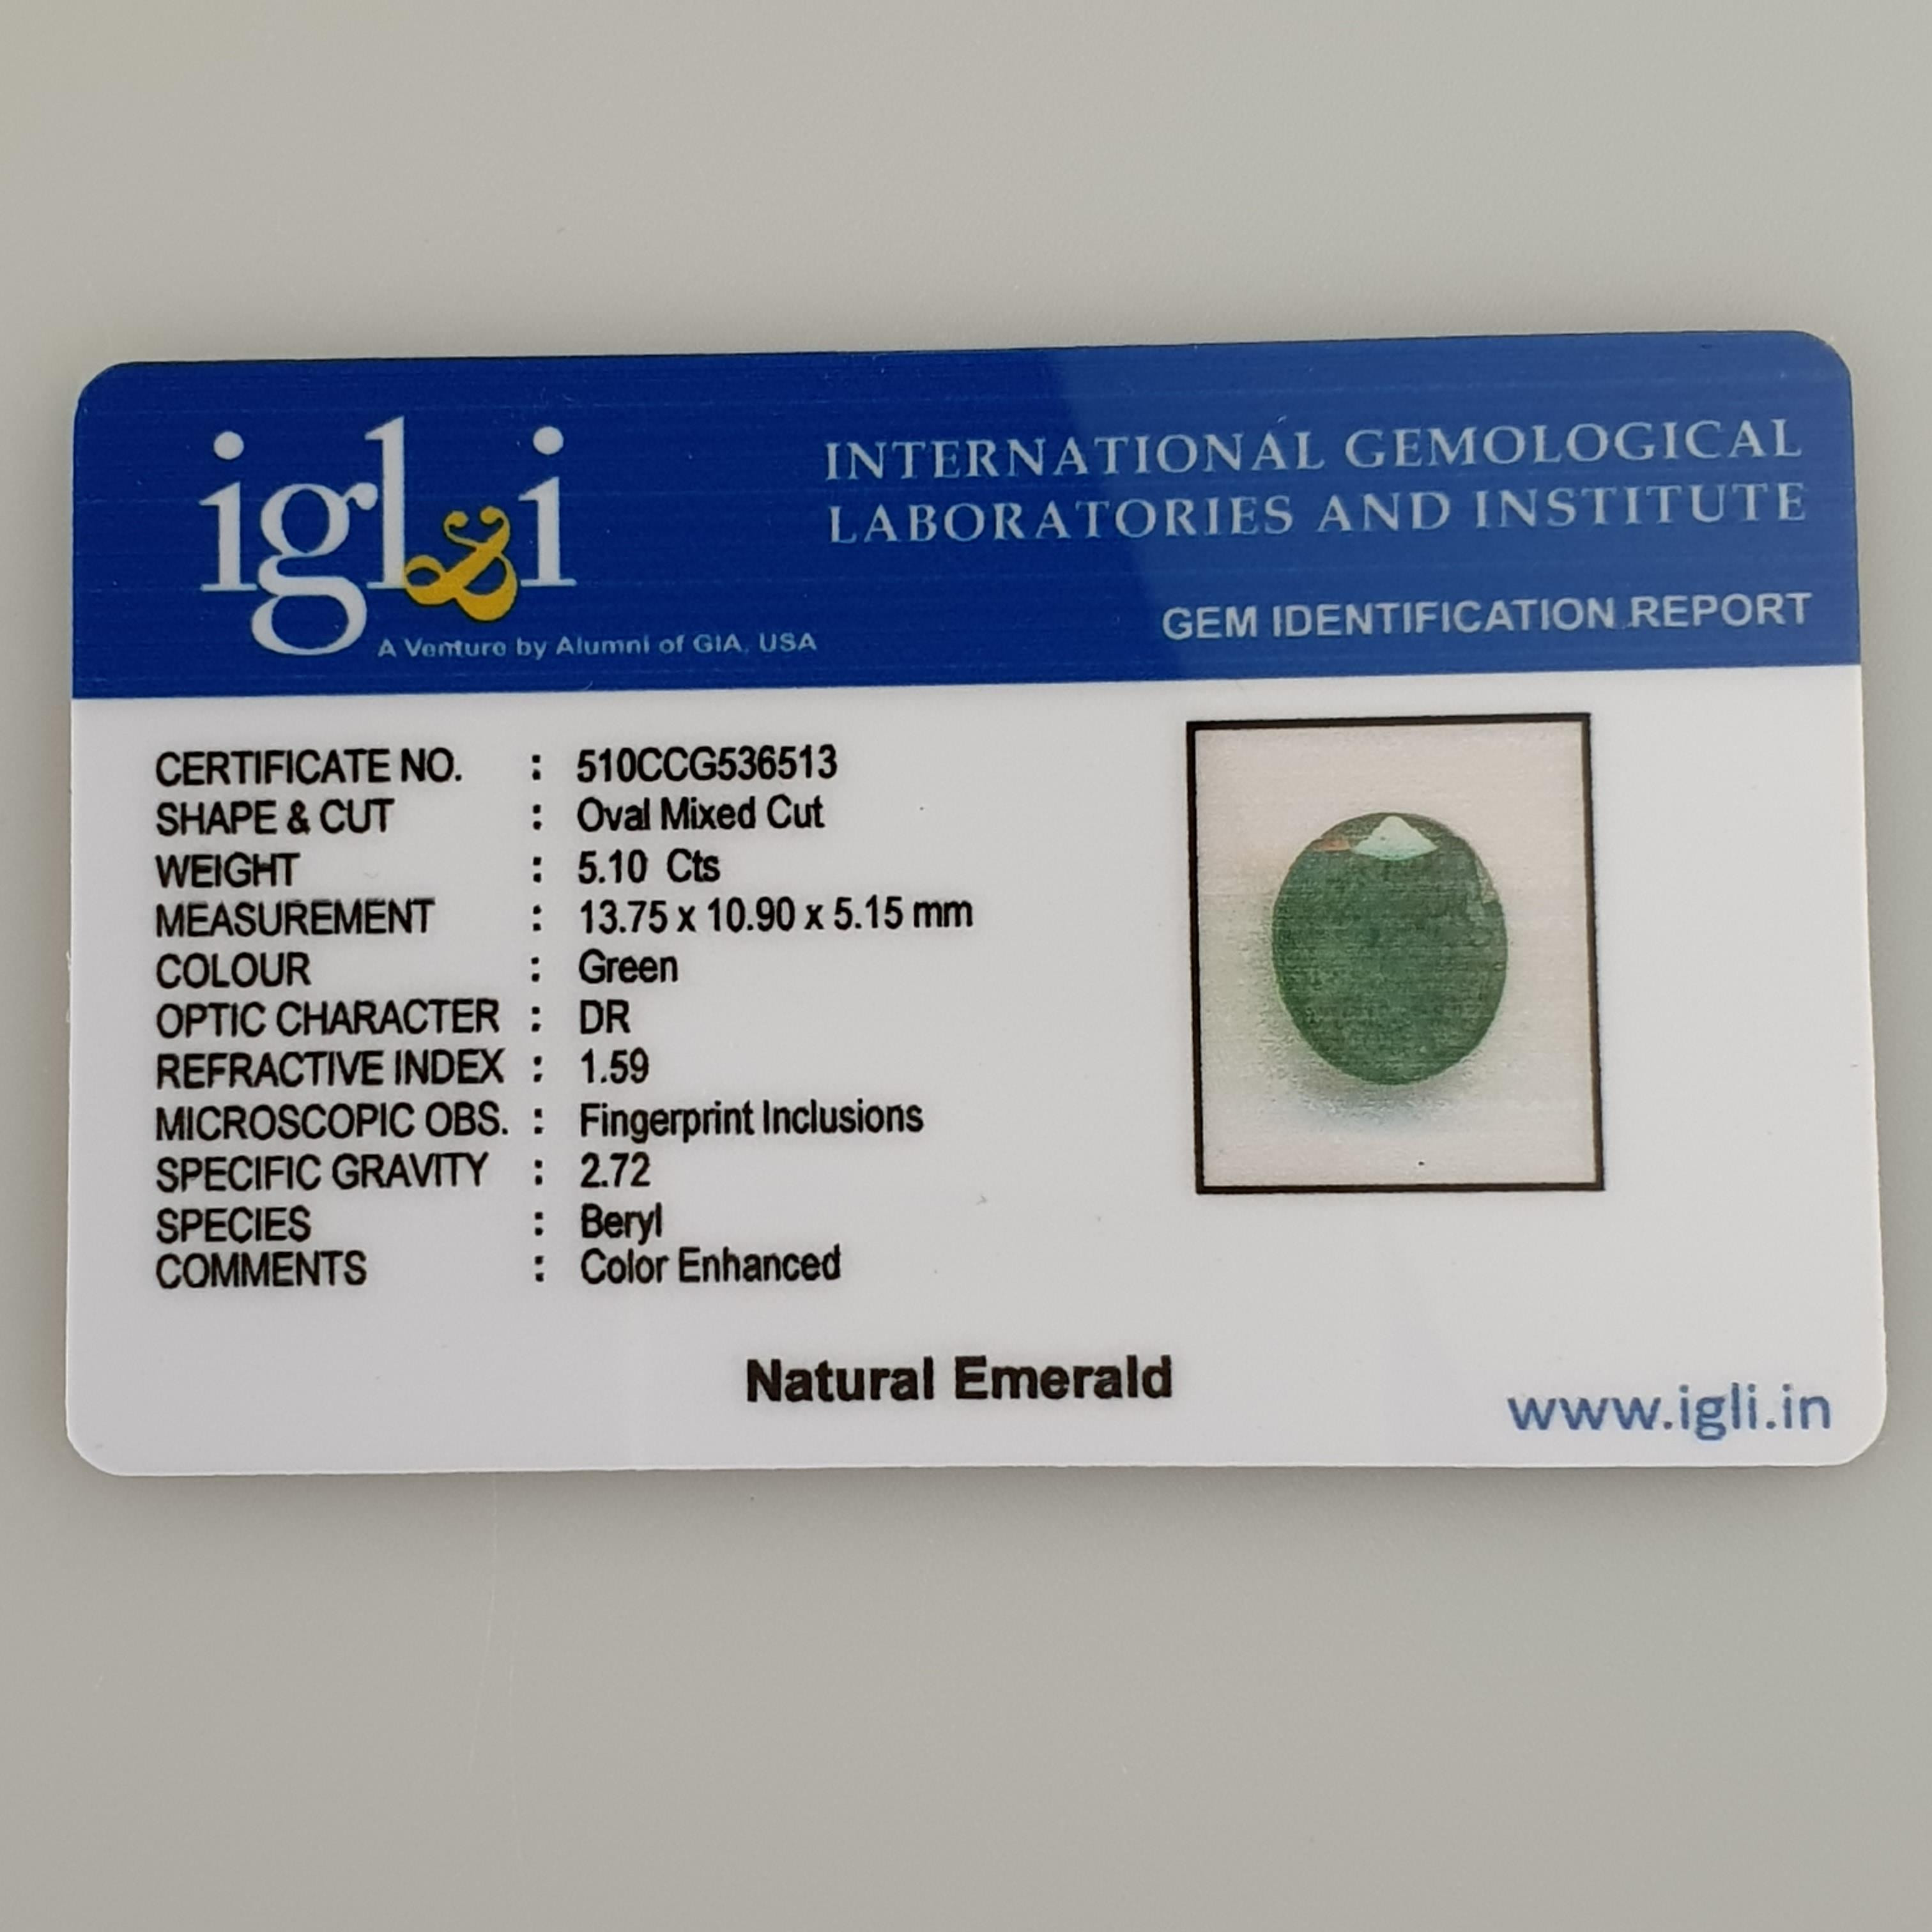 igl&i
A Venture by Alumni of GIA, USA
INTERNATIONAL GEMOLOGICAL
LABORATORIES AND INSTITUTE
GEM IDENTIFICATION REPORT
CERTIFICATE NO. : 510CCG536513
SHAPE & CUT : Oval Mixed Cut
WEIGHT : 5.10 Cts
MEASUREMENT : 13.75 x 10.90 x 5.15 mm
COLOUR : Green
OPTIC CHARACTER : DR
REFRACTIVE INDEX : 1.59
MICROSCOPIC OBS. : Fingerprint Inclusions
SPECIFIC GRAVITY : 2.72
SPECIES : Beryl
COMMENTS : Color Enhanced
Natural Emerald
www.igli.in